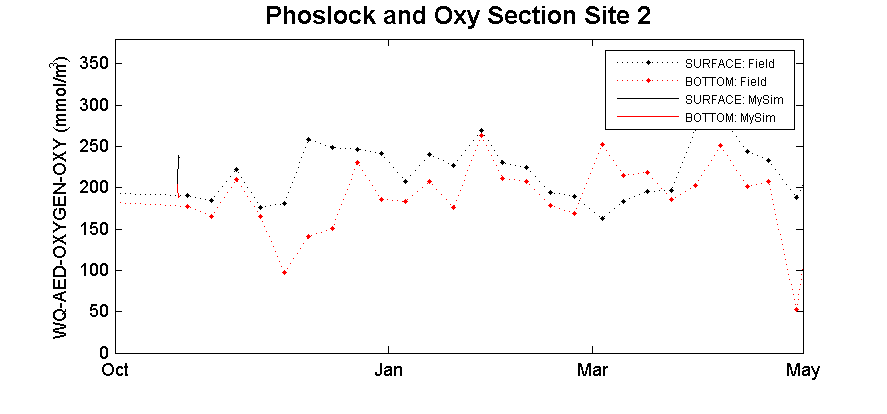 Phoslock and Oxy Section Site 2
WQ-AED-OXYGEN-OXY (mmol/m³)
350
300
250
200
150
100
50
0
Oct
Jan
Mar
May
SURFACE: Field
BOTTOM: Field
SURFACE: MySim
BOTTOM: MySim